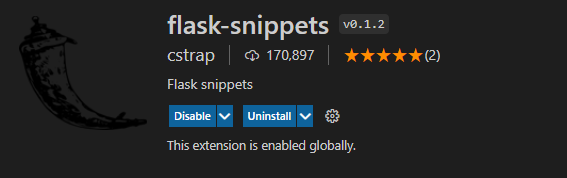 flask-snippets v0.1.2
cstrap 170,897 (2)
Flask snippets
Disable Uninstall
This extension is enabled globally.